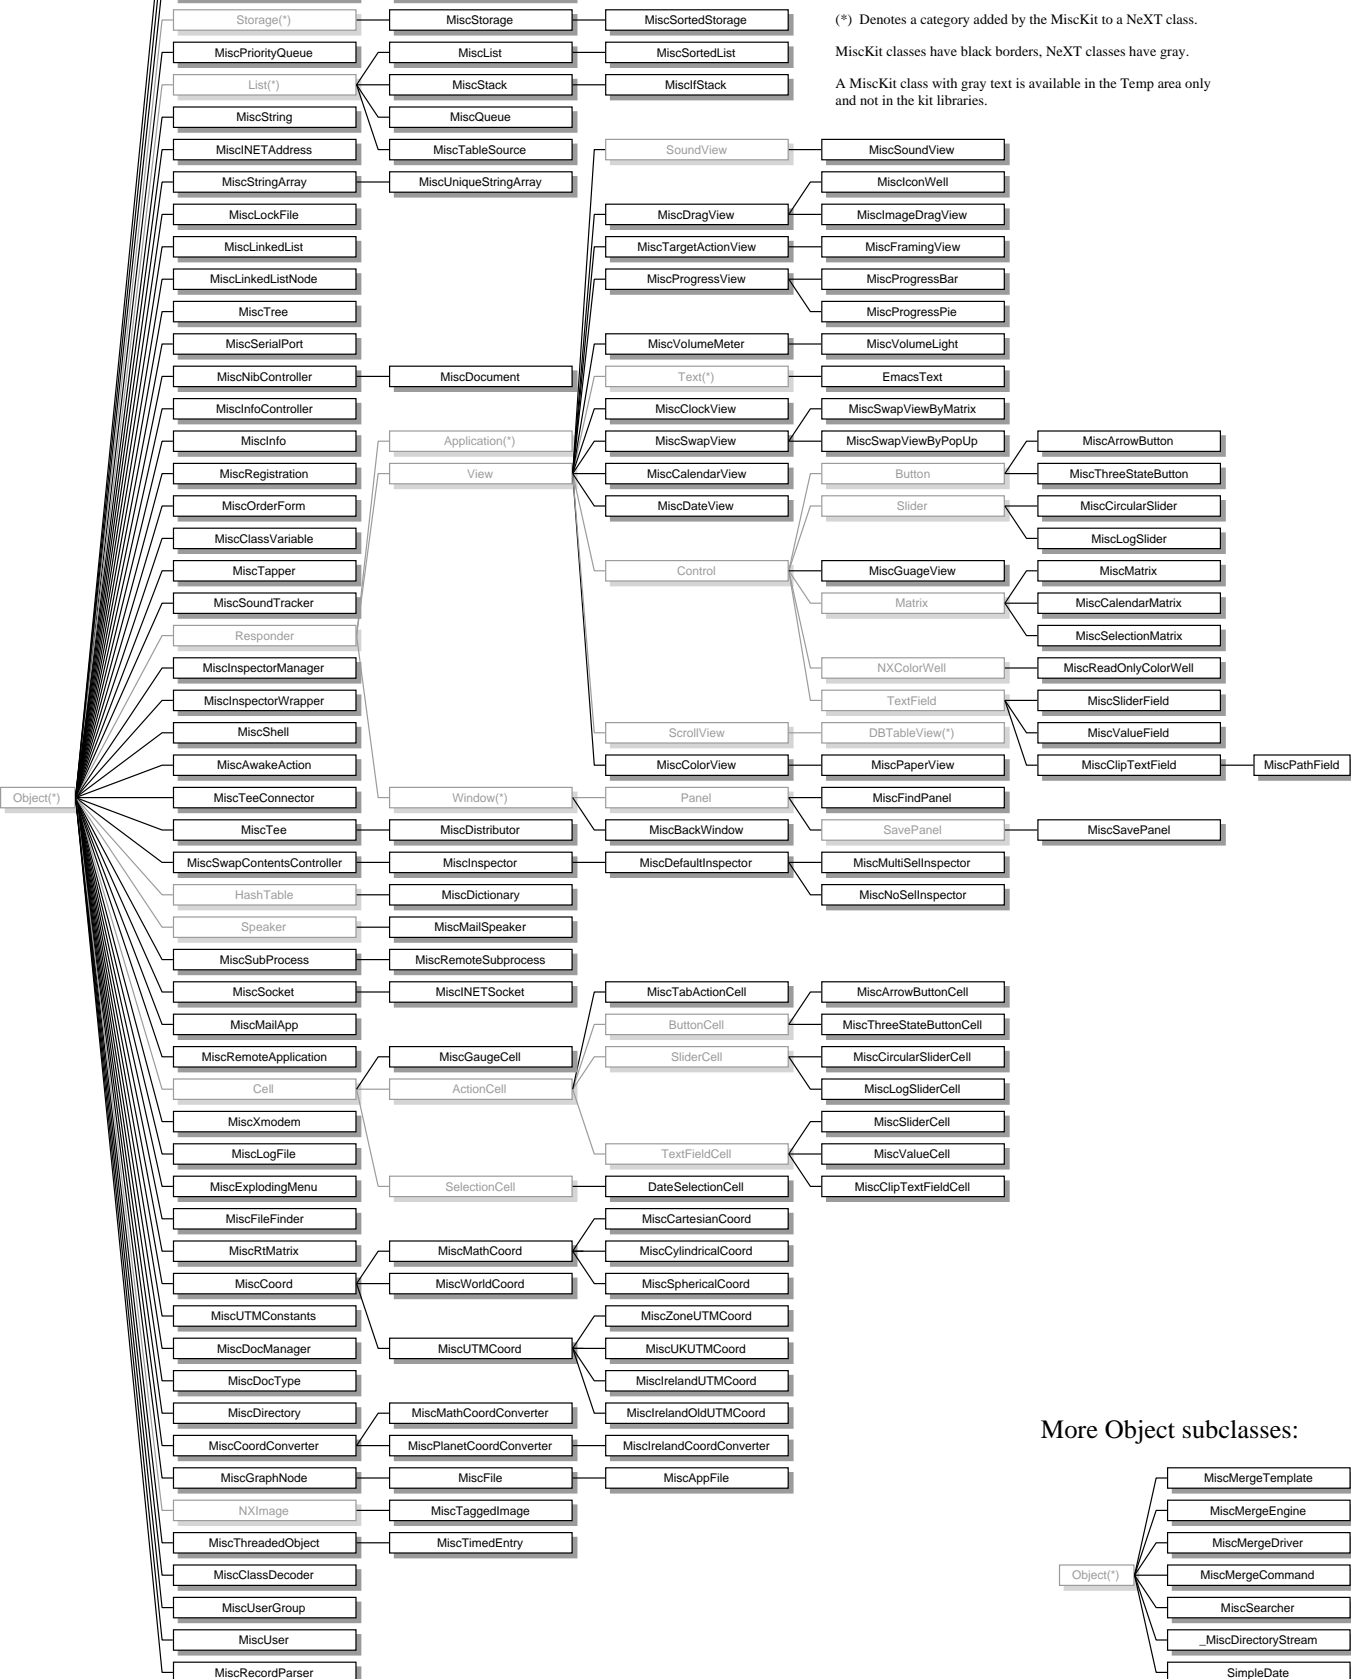 Storage(*) MiscStorage MiscSortedStorage (*) Denotes a category added by the MiscKit to a NeXT class.
MiscPriorityQueue MiscList MiscSortedList MiscKit classes have black borders, NeXT classes have gray.
List(*) MiscStack MiscIfStack A MiscKit class with gray text is available in the Temp area only
and not in the kit libraries.
MiscString MiscQueue
MiscINETAddress MiscTableSource SoundView MiscSoundView
MiscStringArray MiscUniqueStringArray MiscIconWell
MiscLockFile MiscDragView MiscImageDragView
MiscLinkedList MiscTargetActionView MiscFramingView
MiscLinkedListNode MiscProgressView MiscProgressBar
MiscTree MiscProgressPie
MiscSerialPort MiscVolumeMeter MiscVolumeLight
MiscNibController MiscDocument Text(*) EmacsText
MiscInfoController MiscClockView MiscSwapViewByMatrix
MiscInfo Application(*) MiscSwapView MiscSwapViewByPopUp MiscArrowButton
MiscRegistration View MiscCalendarView Button MiscThreeStateButton
MiscOrderForm MiscDateView Slider MiscCircularSlider
MiscClassVariable MiscLogSlider
MiscTapper Control MiscGuageView MiscMatrix
MiscSoundTracker Matrix MiscCalendarMatrix
Responder MiscSelectionMatrix
MiscInspectorManager NXColorWell MiscReadOnlyColorWell
MiscInspectorWrapper TextField MiscSliderField
MiscShell ScrollView DBTableView(*) MiscValueField
MiscAwakeAction MiscColorView MiscPaperView MiscClipTextField MiscPathField
Object(*) MiscTeeConnector Window(*) Panel MiscFindPanel
MiscTee MiscDistributor MiscBackWindow SavePanel MiscSavePanel
MiscSwapContentsController MiscInspector MiscDefaultInspector MiscMultiSelInspector
HashTable MiscDictionary MiscNoSelInspector
Speaker MiscMailSpeaker
MiscSubProcess MiscRemoteSubprocess
MiscSocket MiscINETSocket MiscTabActionCell MiscArrowButtonCell
MiscMailApp ButtonCell MiscThreeStateButtonCell
MiscRemoteApplication MiscGaugeCell SliderCell MiscCircularSliderCell
Cell ActionCell MiscLogSliderCell
MiscXmodem MiscSliderCell
MiscLogFile TextFieldCell MiscValueCell
MiscExplodingMenu SelectionCell DateSelectionCell MiscClipTextFieldCell
MiscFileFinder MiscCartesianCoord
MiscRtMatrix MiscMathCoord MiscCylindricalCoord
MiscCoord MiscWorldCoord MiscSphericalCoord
MiscUTMConstants MiscZoneUTMCoord
MiscDocManager MiscUTMCoord MiscUKUTMCoord
MiscDocType MiscIrelandUTMCoord
MiscDirectory MiscMathCoordConverter MiscIrelandOldUTMCoord
More Object subclasses:
MiscCoordConverter MiscPlanetCoordConverter MiscIrelandCoordConverter
MiscGraphNode MiscFile MiscAppFile MiscMergeTemplate
NXImage MiscTaggedImage MiscMergeEngine
MiscThreadedObject MiscTimedEntry MiscMergeDriver
MiscClassDecoder Object(*) MiscMergeCommand
MiscUserGroup MiscSearcher
MiscUser _MiscDirectoryStream
MiscRecordParser SimpleDate